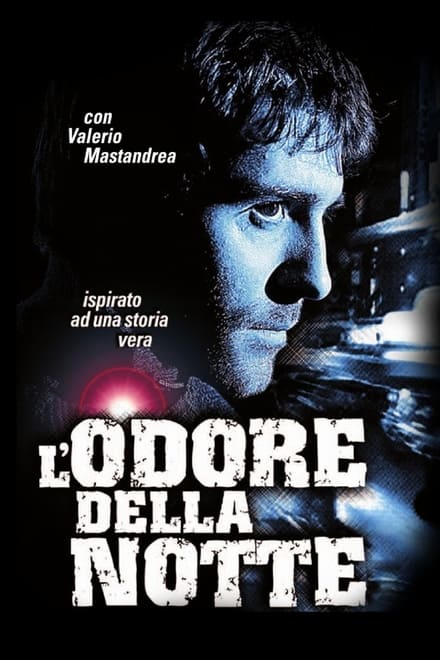 con
Valerio
Mastandrea
ispirato
ad una storia
vera
L'ODORE
DELLA
NOTTE